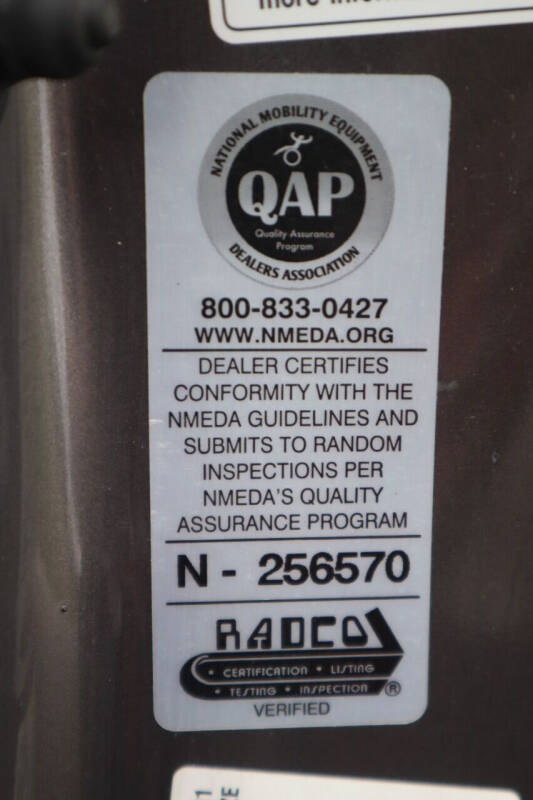 NATIONAL MOBILITY EQUIPMENT
QAP
Quality Assurance
Program
DEALERS ASSOCIATION
800-833-0427
WWW.NMEDA.ORG
DEALER CERTIFIES
CONFORMITY WITH THE
NMEDA GUIDELINES AND
SUBMITS TO RANDOM
INSPECTIONS PER
NMEDA'S QUALITY
ASSURANCE PROGRAM
N - 256570
RADCO
• CERTIFICATION • LISTING
• TESTING • INSPECTION ®
VERIFIED